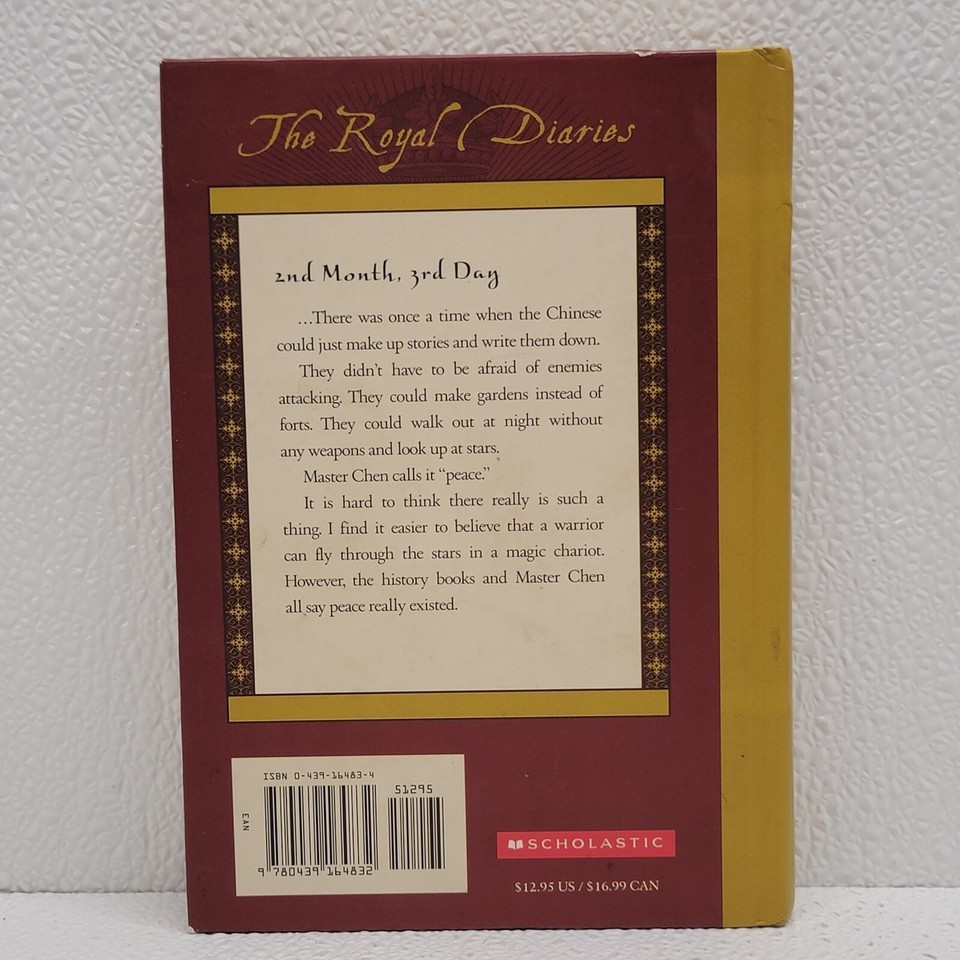 The Royal Diaries
2nd Month, 3rd Day
...There was once a time when the Chinese
could just make up stories and write them down.
They didn't have to be afraid of enemies
attacking. They could make gardens instead of
forts. They could walk out at night without
any weapons and look up at stars.
Master Chen calls it “peace.”
It is hard to think there really is such a
thing. I find it easier to believe that a warrior
can fly through the stars in a magic chariot.
However, the history books and Master Chen
all say peace really existed.
ISBN 0-439-16483-4
51295
EAN
9 780439 164832
SCHOLASTIC
$12.95 US / $16.99 CAN